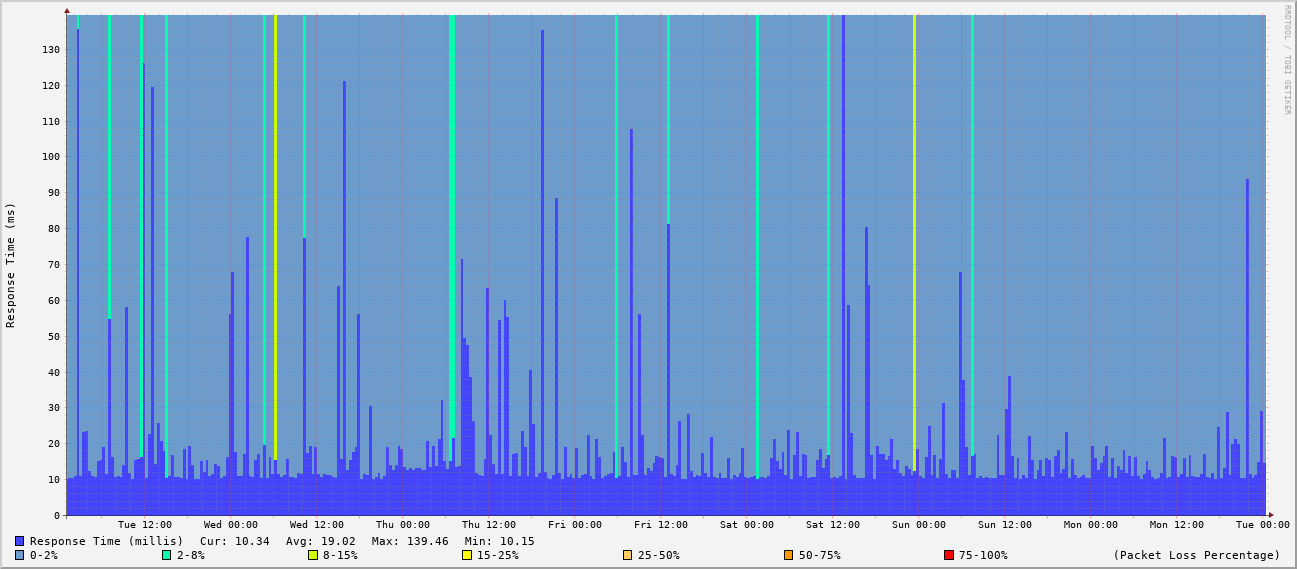 RRDTOOL / TOBI OETIKER
Response Time (ms)
130
120
110
100
90
80
70
60
50
40
30
20
10
0
Tue 12:00 Wed 00:00 Wed 12:00 Thu 00:00 Thu 12:00 Fri 00:00 Fri 12:00 Sat 00:00 Sat 12:00 Sun 00:00 Sun 12:00 Mon 00:00 Mon 12:00 Tue 00:00
Response Time (millis) Cur: 10.34 Avg: 19.02 Max: 139.46 Min: 10.15
0-2% 2-8% 8-15% 15-25% 25-50% 50-75% 75-100% (Packet Loss Percentage)